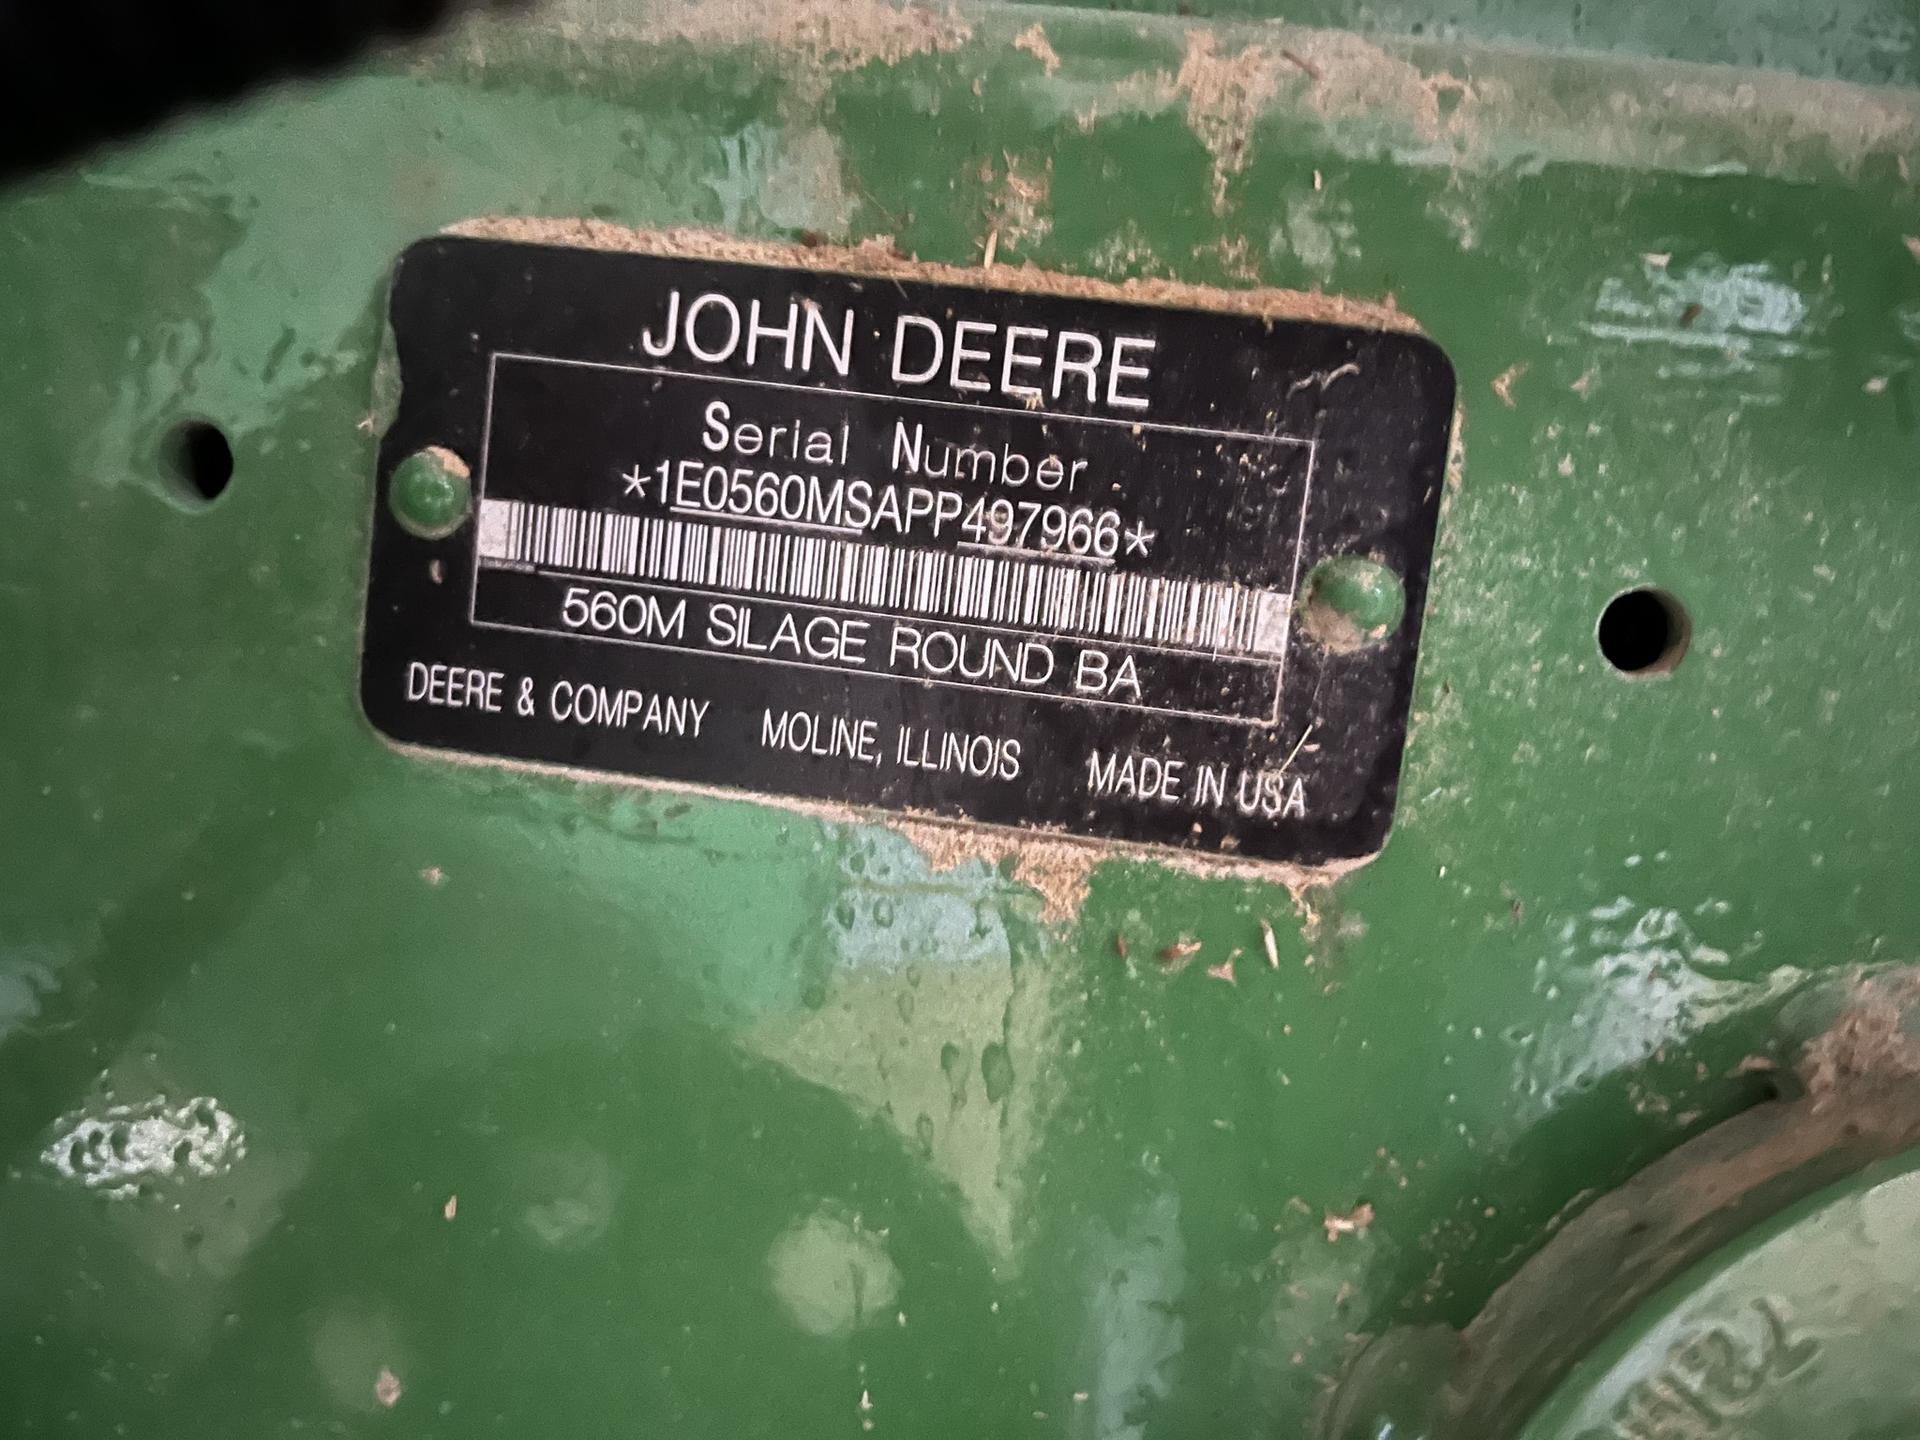 JOHN DEERE
Serial Number
*1E0560MSAPP497966*
560M SILAGE ROUND BA
DEERE & COMPANY MOLINE, ILLINOIS MADE IN USA